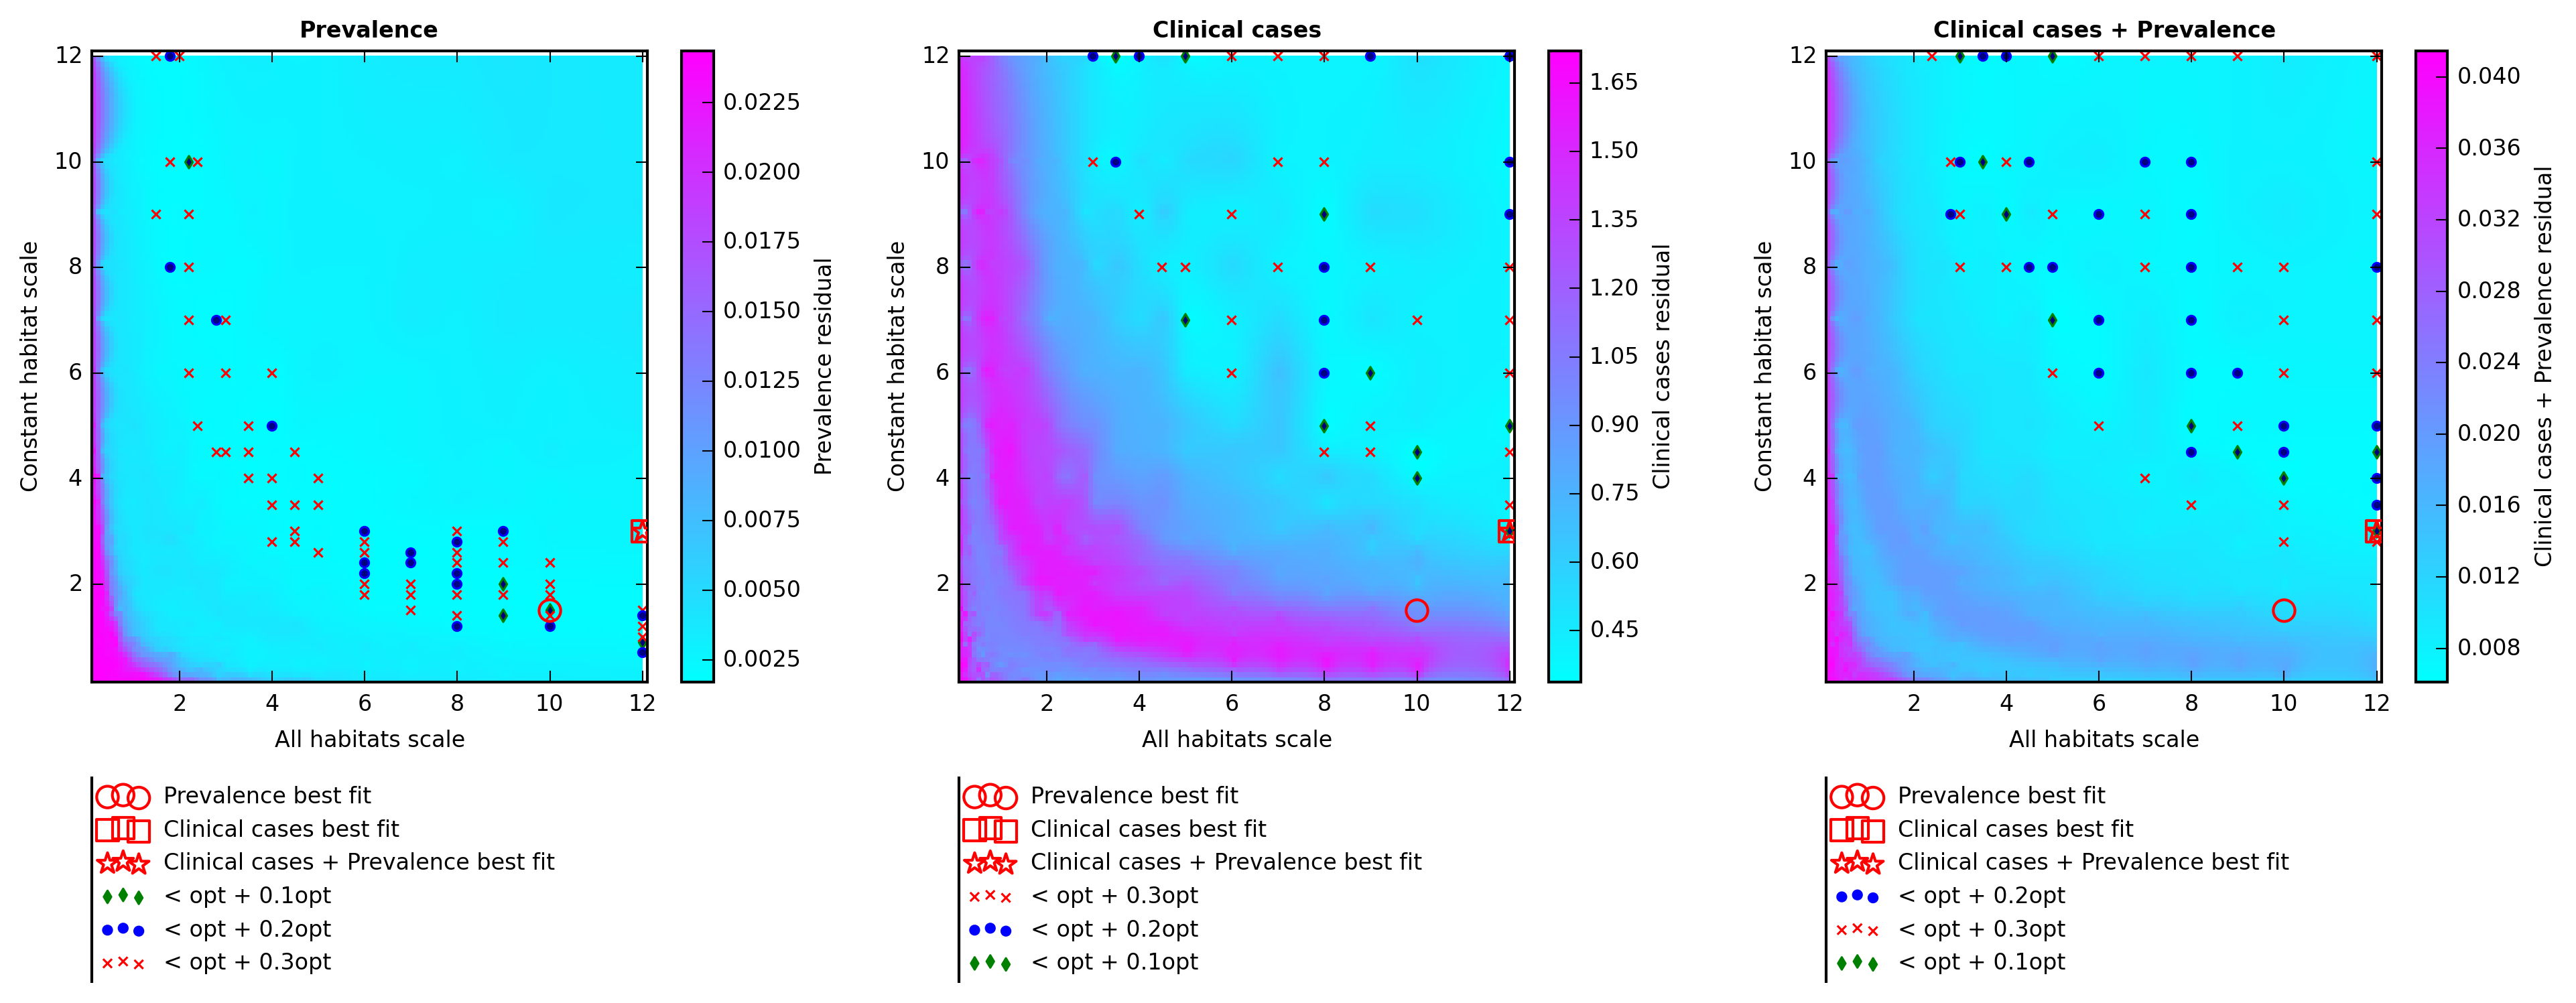 Prevalence
12
10
8
6
4
2
Constant habitat scale
2 4 6 8 10 12
All habitats scale
0.0225
0.0200
0.0175
0.0150
0.0125
0.0100
0.0075
0.0050
0.0025
Prevalence residual
Prevalence best fit
Clinical cases best fit
Clinical cases + Prevalence best fit
< opt + 0.1opt
< opt + 0.2opt
< opt + 0.3opt
Clinical cases
12
10
8
6
4
2
Constant habitat scale
2 4 6 8 10 12
All habitats scale
1.65
1.50
1.35
1.20
1.05
0.90
0.75
0.60
0.45
Clinical cases residual
Prevalence best fit
Clinical cases best fit
Clinical cases + Prevalence best fit
< opt + 0.3opt
< opt + 0.2opt
< opt + 0.1opt
Clinical cases + Prevalence
12
10
8
6
4
2
Constant habitat scale
2 4 6 8 10 12
All habitats scale
0.040
0.036
0.032
0.028
0.024
0.020
0.016
0.012
0.008
Clinical cases + Prevalence residual
Prevalence best fit
Clinical cases best fit
Clinical cases + Prevalence best fit
< opt + 0.2opt
< opt + 0.3opt
< opt + 0.1opt